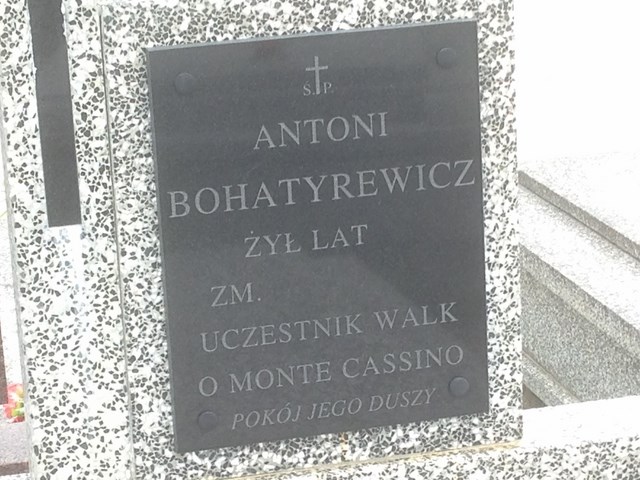 Ś. P.
ANTONI
BOHATYREWICZ
ŻYŁ LAT
ZM.
UCZESTNIK WALK
O MONTE CASSINO
POKÓJ JEGO DUSZY